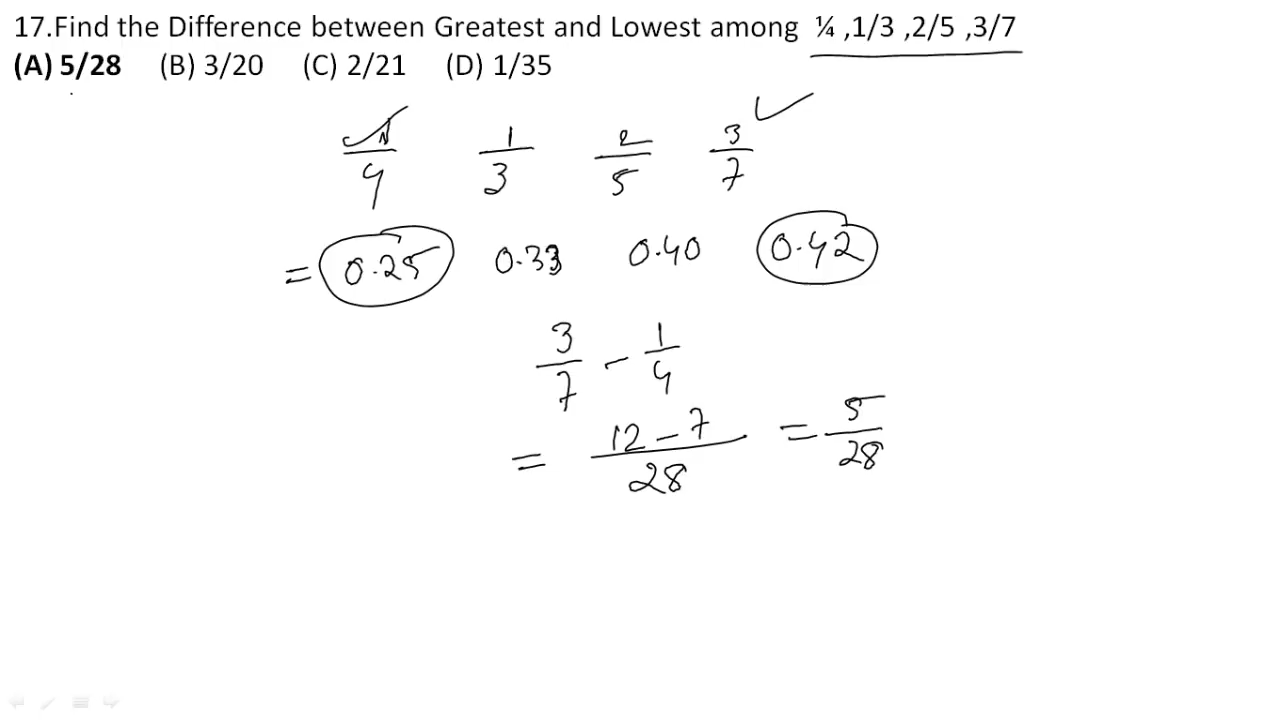 17.Find the Difference between Greatest and Lowest among ¼ ,1/3 ,2/5 ,3/7
(A) 5/28 (B) 3/20 (C) 2/21 (D) 1/35
1/4 1/3 2/5 3/7
= 0.25 0.33 0.40 0.42
3/7 - 1/4
= 12-7/28 = 5/28